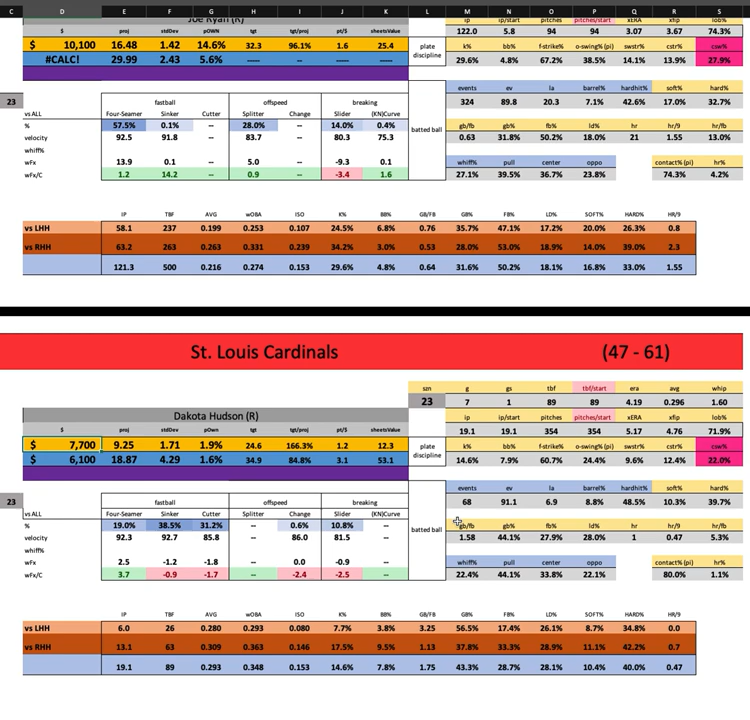 C D E F G H I J K L M N O P Q R S
Joe Ryan (R) ip ip/start pitches pitches/start xERA xfip lob%
122.0 5.8 94 94 3.07 3.67 74.3%
$ proj stdDev pOWN tgt tgt/proj pt/$ sheetsValue
$ 10,100 16.48 1.42 14.6% 32.3 96.1% 1.6 25.4
#CALC! 29.99 2.43 5.6% ---- ---- ---- ----
plate discipline
k% bb% f-strike% o-swing% (pi) swstr% cstr% csw%
29.6% 4.8% 67.2% 38.5% 14.1% 13.9% 27.9%
23
vs ALL
fastball offspeed breaking
Four-Seamer Sinker Cutter Splitter Change Slider (KN)Curve
% 57.5% 0.1% -- 28.0% -- 14.0% 0.4%
velocity 92.5 91.8 -- 83.7 -- 80.3 75.3
whiff%
wFx 13.9 0.1 -- 5.0 -- -9.3 0.1
wFx/C 1.2 14.2 -- 0.9 -- -3.4 1.6
batted ball
events ev la barrel% hardhit% soft% hard%
324 89.8 20.3 7.1% 42.6% 17.0% 32.7%
gb/fb gb% fb% ld% hr hr/9 hr/fb
0.63 31.8% 50.2% 18.0% 21 1.55 13.0%
whiff% pull center oppo contact% (pi) hr%
27.1% 39.5% 36.7% 23.8% 74.3% 4.2%
IP TBF AVG wOBA ISO K% BB% GB/FB GB% FB% LD% SOFT% HARD% HR/9
vs LHH 58.1 237 0.199 0.253 0.107 24.5% 6.8% 0.76 35.7% 47.1% 17.2% 20.0% 26.3% 0.8
vs RHH 63.2 263 0.263 0.331 0.239 34.2% 3.0% 0.53 28.0% 53.0% 18.9% 14.0% 39.0% 2.3
121.3 500 0.216 0.274 0.153 29.6% 4.8% 0.64 31.6% 50.2% 18.1% 16.8% 33.0% 1.55
St. Louis Cardinals (47 - 61)
szn g gs tbf tbf/start era avg whip
23 7 1 89 89 4.19 0.296 1.60
Dakota Hudson (R) ip ip/start pitches pitches/start xERA xfip lob%
19.1 19.1 354 354 5.17 4.76 71.9%
$ proj stdDev pOwn tgt tgt/proj pt/$ sheetsValue
$ 7,700 9.25 1.71 1.9% 24.6 166.3% 1.2 12.3
$ 6,100 18.87 4.29 1.6% 34.9 84.8% 3.1 53.1
plate discipline
k% bb% f-strike% o-swing% (pi) swstr% cstr% csw%
14.6% 7.9% 60.7% 24.4% 9.6% 12.4% 22.0%
23
vs ALL
fastball offspeed breaking
Four-Seamer Sinker Cutter Splitter Change Slider (KN)Curve
% 19.0% 38.5% 31.2% -- 0.6% 10.8% --
velocity 92.3 92.7 85.8 -- 86.0 81.5 --
whiff%
wFx 2.5 -1.2 -1.8 -- 0.0 -0.9 --
wFx/C 3.7 -0.9 -1.7 -- -2.4 -2.5 --
batted ball
events ev la barrel% hardhit% soft% hard%
68 91.1 6.9 8.8% 48.5% 10.3% 39.7%
gb/fb gb% fb% ld% hr hr/9 hr/fb
1.58 44.1% 27.9% 28.0% 1 0.47 5.3%
whiff% pull center oppo contact% (pi) hr%
22.4% 44.1% 33.8% 22.1% 80.0% 1.1%
IP TBF AVG wOBA ISO K% BB% GB/FB GB% FB% LD% SOFT% HARD% HR/9
vs LHH 6.0 26 0.280 0.293 0.080 7.7% 3.8% 3.25 56.5% 17.4% 26.1% 8.7% 34.8% 0.0
vs RHH 13.1 63 0.309 0.363 0.146 17.5% 9.5% 1.13 37.8% 33.3% 28.9% 11.1% 42.2% 0.7
19.1 89 0.293 0.348 0.153 14.6% 7.8% 1.75 43.3% 28.7% 28.1% 10.4% 40.0% 0.47